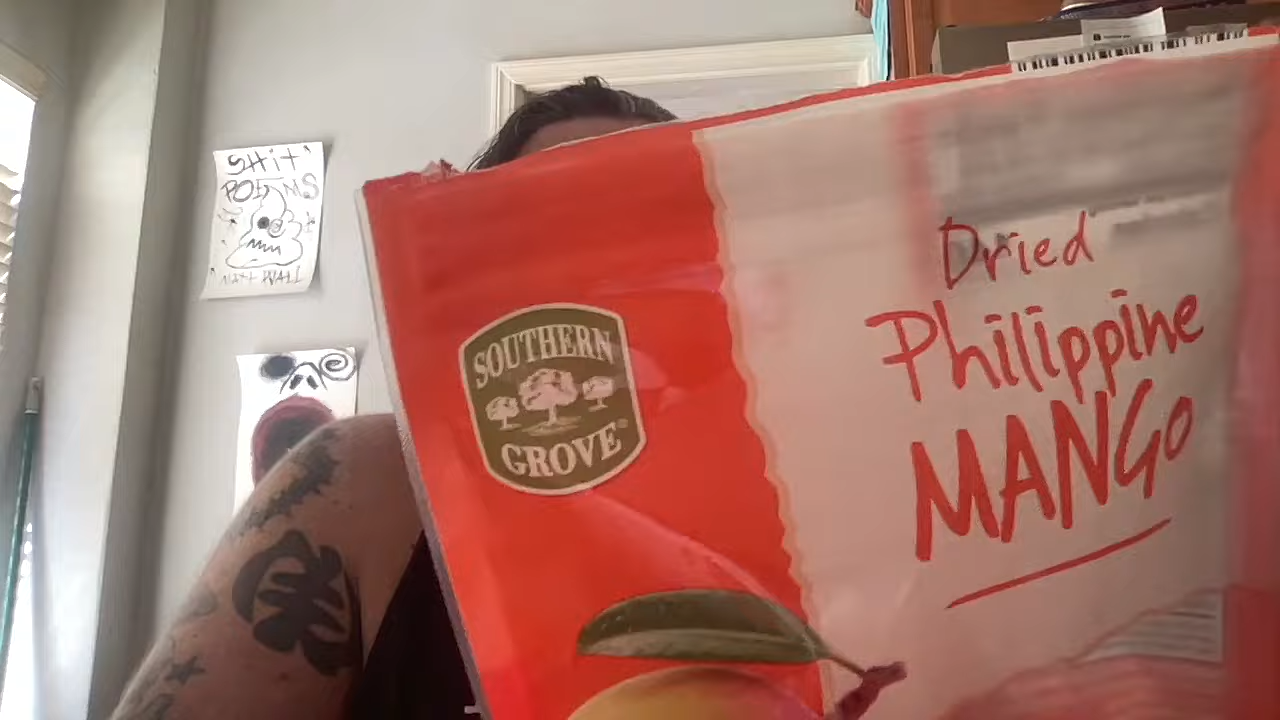 SHIT
POEMS
MATT WALL
SOUTHERN
GROVE
Dried
Philippine
MANGO